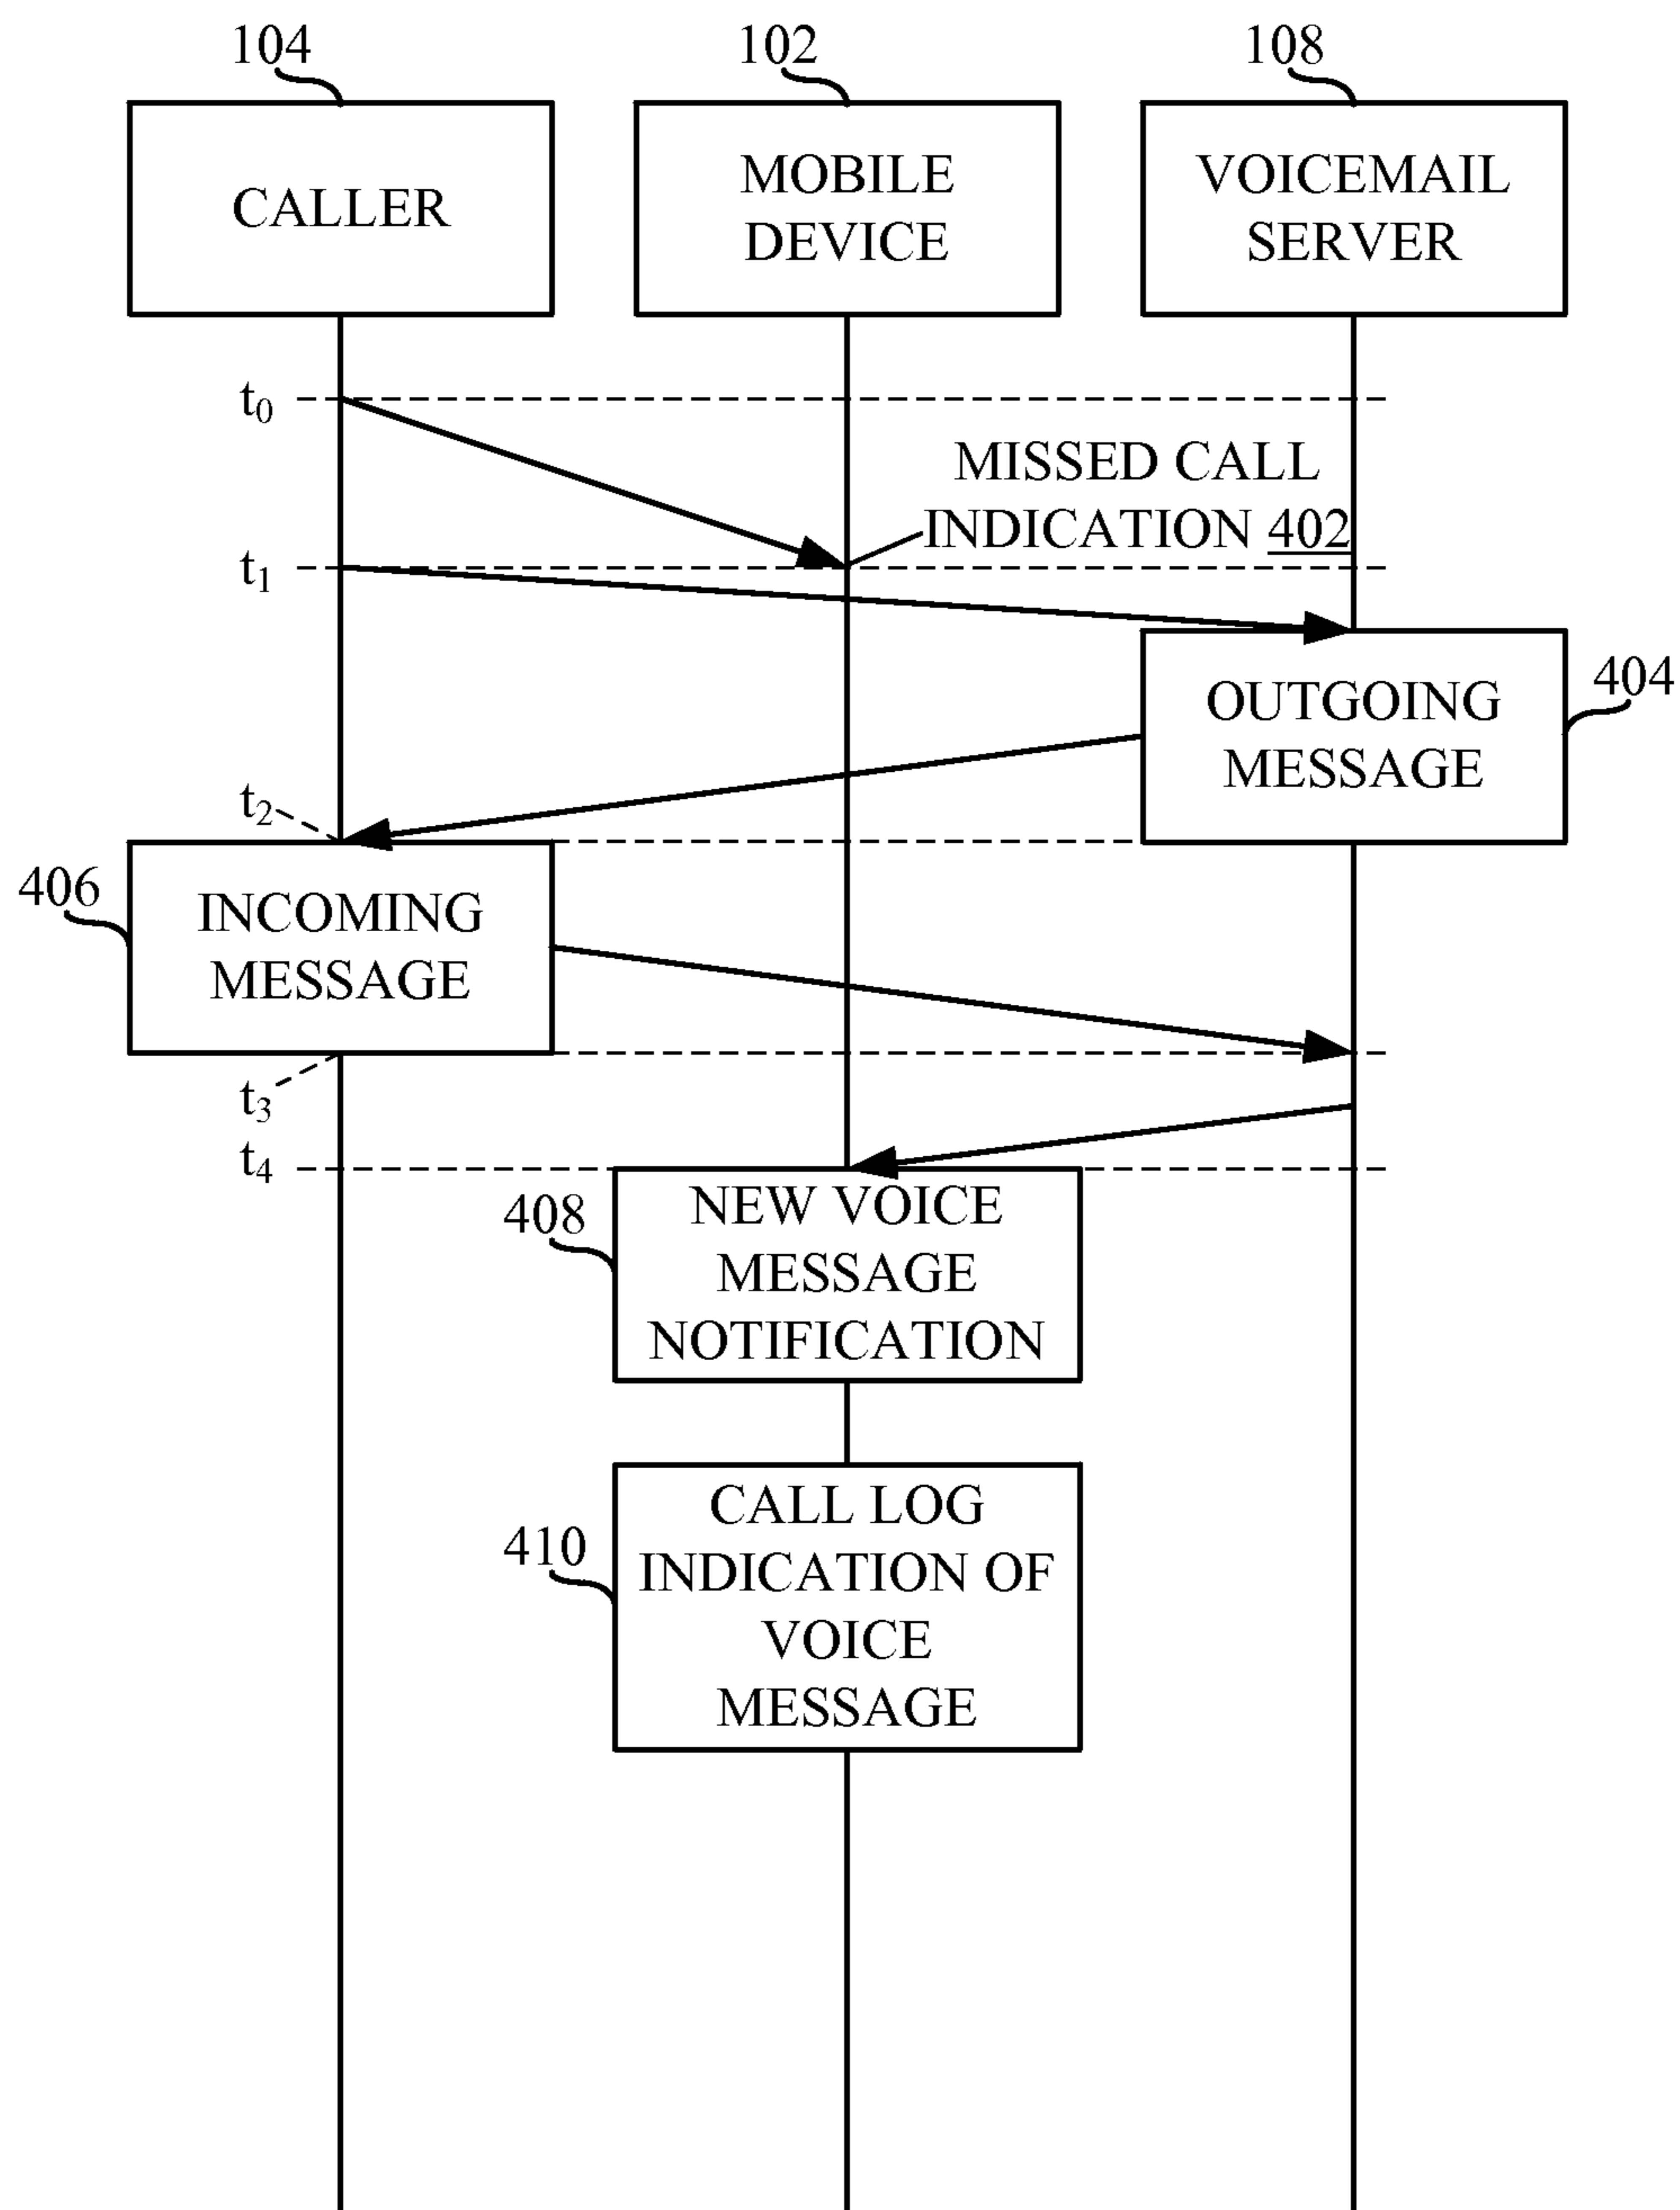 104
102
108
CALLER
MOBILE
DEVICE
VOICEMAIL
SERVER
t0
MISSED CALL
INDICATION 402
t1
OUTGOING
MESSAGE
404
t2
406
INCOMING
MESSAGE
t3
t4
408
NEW VOICE
MESSAGE
NOTIFICATION
410
CALL LOG
INDICATION OF
VOICE
MESSAGE